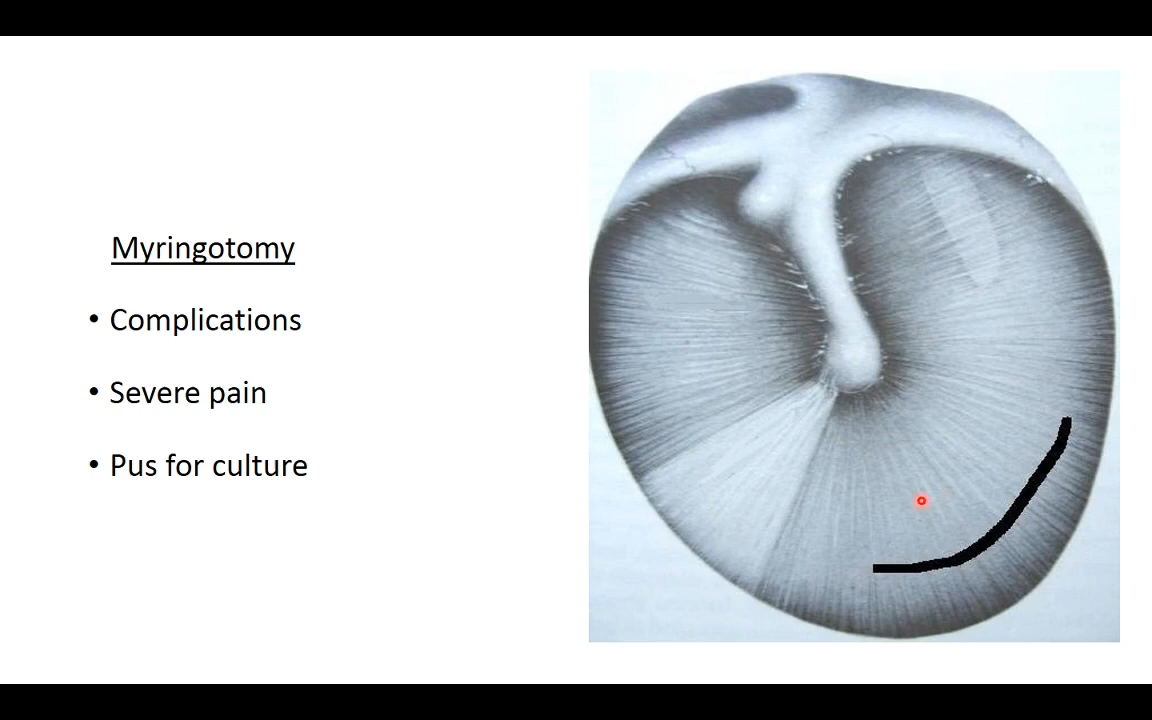 Myringotomy
• Complications
• Severe pain
• Pus for culture